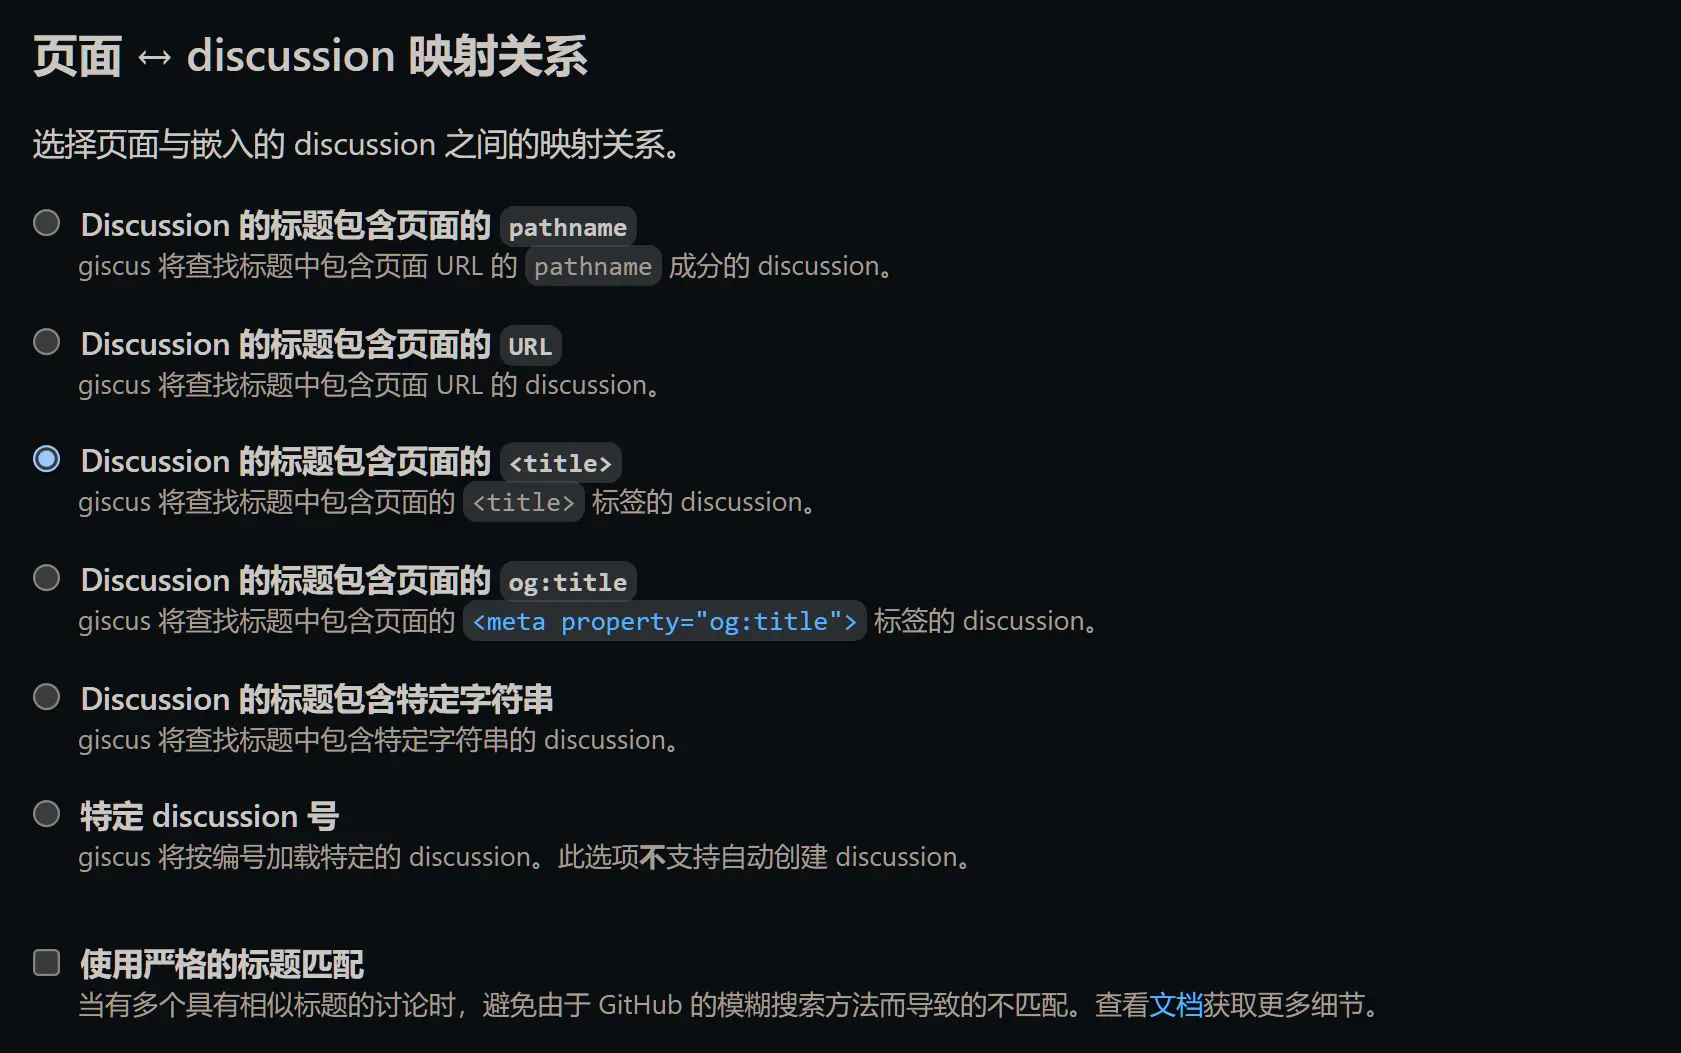 页面 ↔ discussion 映射关系
选择页面与嵌入的 discussion 之间的映射关系。
Discussion 的标题包含页面的 pathname
giscus 将查找标题中包含页面 URL 的 pathname 成分的 discussion。
Discussion 的标题包含页面的 URL
giscus 将查找标题中包含页面 URL 的 discussion。
Discussion 的标题包含页面的 <title>
giscus 将查找标题中包含页面的 <title> 标签的 discussion。
Discussion 的标题包含页面的 og:title
giscus 将查找标题中包含页面的 <meta property="og:title"> 标签的 discussion。
Discussion 的标题包含特定字符串
giscus 将查找标题中包含特定字符串的 discussion。
特定 discussion 号
giscus 将按编号加载特定的 discussion。此选项不支持自动创建 discussion。
使用严格的标题匹配
当有多个具有相似标题的讨论时，避免由于 GitHub 的模糊搜索方法而导致的不匹配。查看文档获取更多细节。